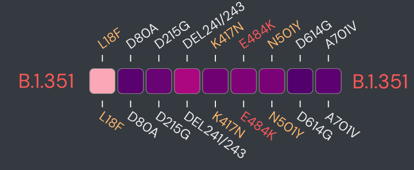 L18F D80A D215G DEL241/243 K417N E484K N501Y D614G A701V
B.1.351 B.1.351
L18F D80A D215G DEL241/243 K417N E484K N501Y D614G A701V